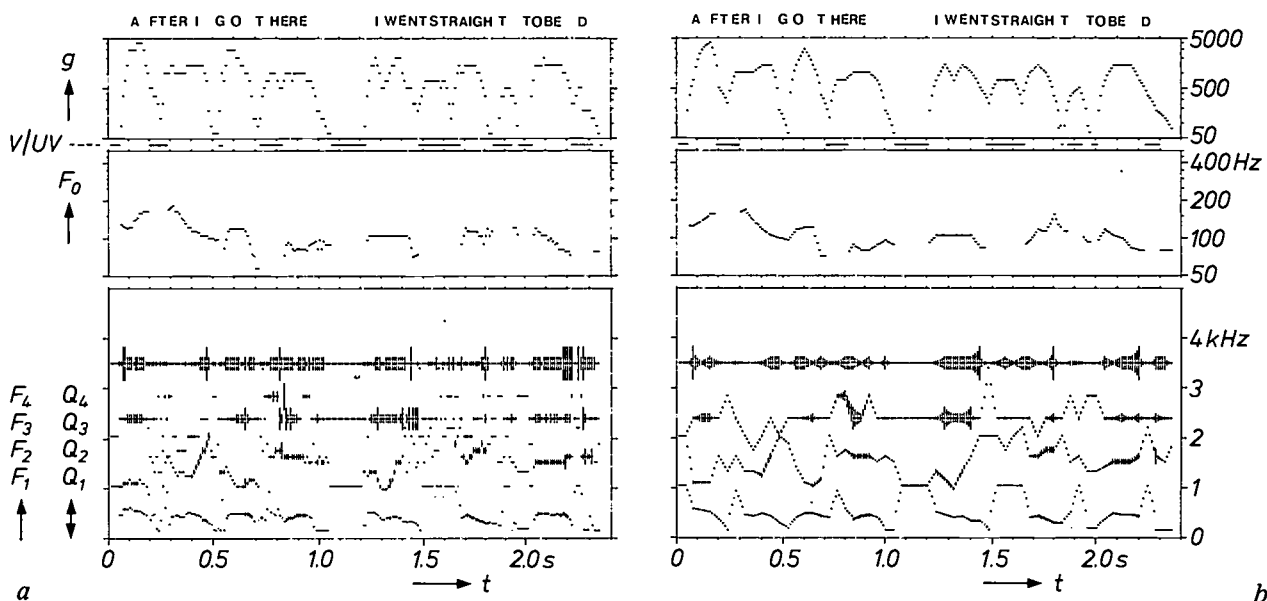 A FTER I GO T HERE I WENTSTRAIGH T TOBE D
A FTER I GO T HERE I WENTSTRAIGH T TOBE D
g
5000
500
50
V/UV
F0
400 Hz
200
100
50
4 kHz
3
2
1
0
F4 Q4
F3 Q3
F2 Q2
F1 Q1
0 0.5 1.0 1.5 2.0 s
0 0.5 1.0 1.5 2.0 s
t
t
a
b